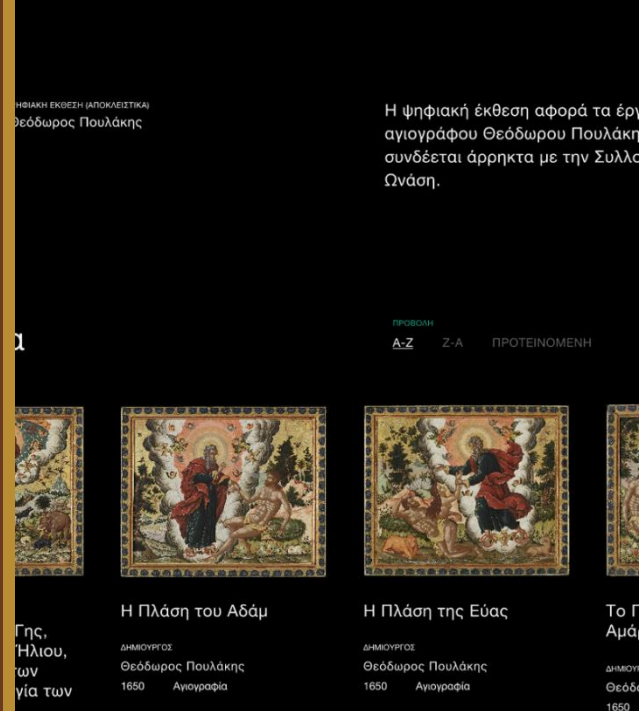 ΨΗΦΙΑΚΗ ΕΚΘΕΣΗ (ΑΠΟΚΛΕΙΣΤΙΚΑ)
Θεόδωρος Πουλάκης
Η ψηφιακή έκθεση αφορά τα έργ
αγιογράφου Θεόδωρου Πουλάκη
συνδέεται άρρηκτα με την Συλλο
Ωνάση.
α
ΠΡΟΒΟΛΗ
A-Z Z-A ΠΡΟΤΕΙΝΟΜΕΝΗ
Γης,
Ήλιου,
των
γία των
Η Πλάση του Αδάμ
ΔΗΜΙΟΥΡΓΟΣ
Θεόδωρος Πουλάκης
1650 Αγιογραφία
Η Πλάση της Εύας
ΔΗΜΙΟΥΡΓΟΣ
Θεόδωρος Πουλάκης
1650 Αγιογραφία
Το Π
Αμάρ
ΔΗΜΙΟΥ
Θεόδ
1650